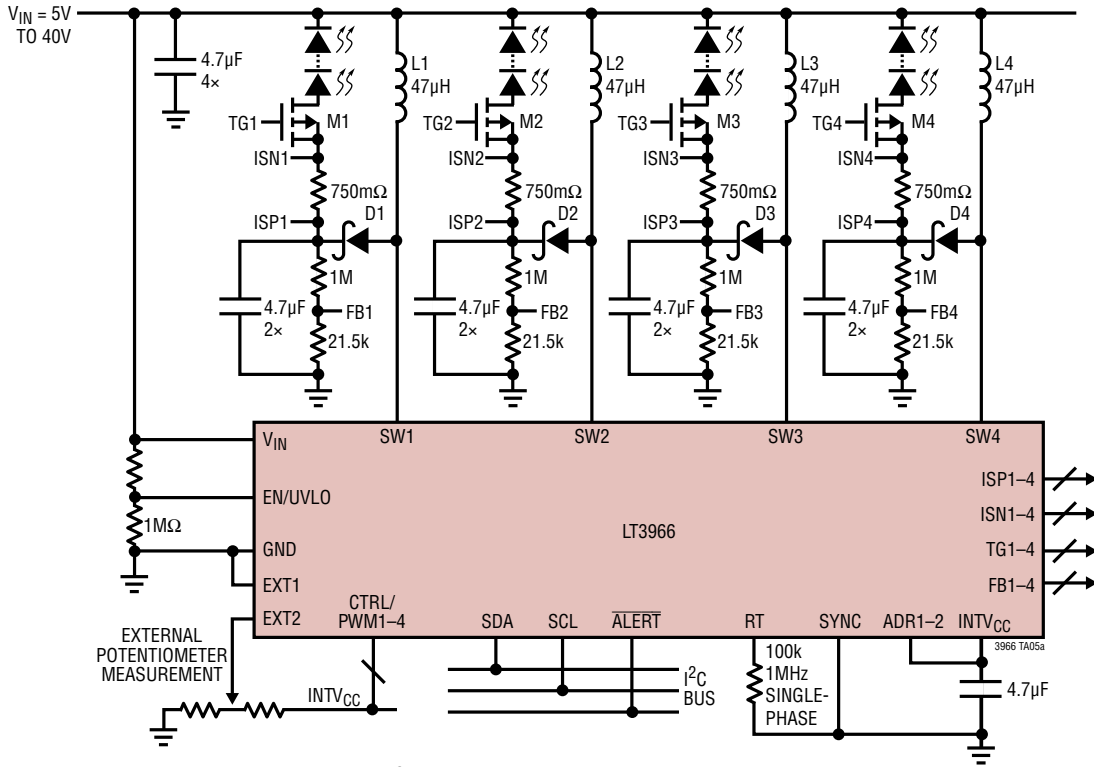 VIN = 5V
TO 40V
4.7µF
4×
L1
47µH
L2
47µH
L3
47µH
L4
47µH
TG1
M1
TG2
M2
TG3
M3
TG4
M4
ISN1
ISN2
ISN3
ISN4
750mΩ
750mΩ
750mΩ
750mΩ
ISP1
D1
ISP2
D2
ISP3
D3
ISP4
D4
1M
1M
1M
1M
4.7µF
2×
FB1
4.7µF
2×
FB2
4.7µF
2×
FB3
4.7µF
2×
FB4
21.5k
21.5k
21.5k
21.5k
VIN
SW1
SW2
SW3
SW4
EN/UVLO
1MΩ
GND
EXT1
EXT2
LT3966
ISP1–4
ISN1–4
TG1–4
FB1–4
CTRL/
PWM1–4
SDA
SCL
ALERT
RT
SYNC
ADR1–2
INTVCC
3966 TA05a
EXTERNAL
POTENTIOMETER
MEASUREMENT
INTVCC
I2C
BUS
100k
1MHz
SINGLE-
PHASE
4.7µF